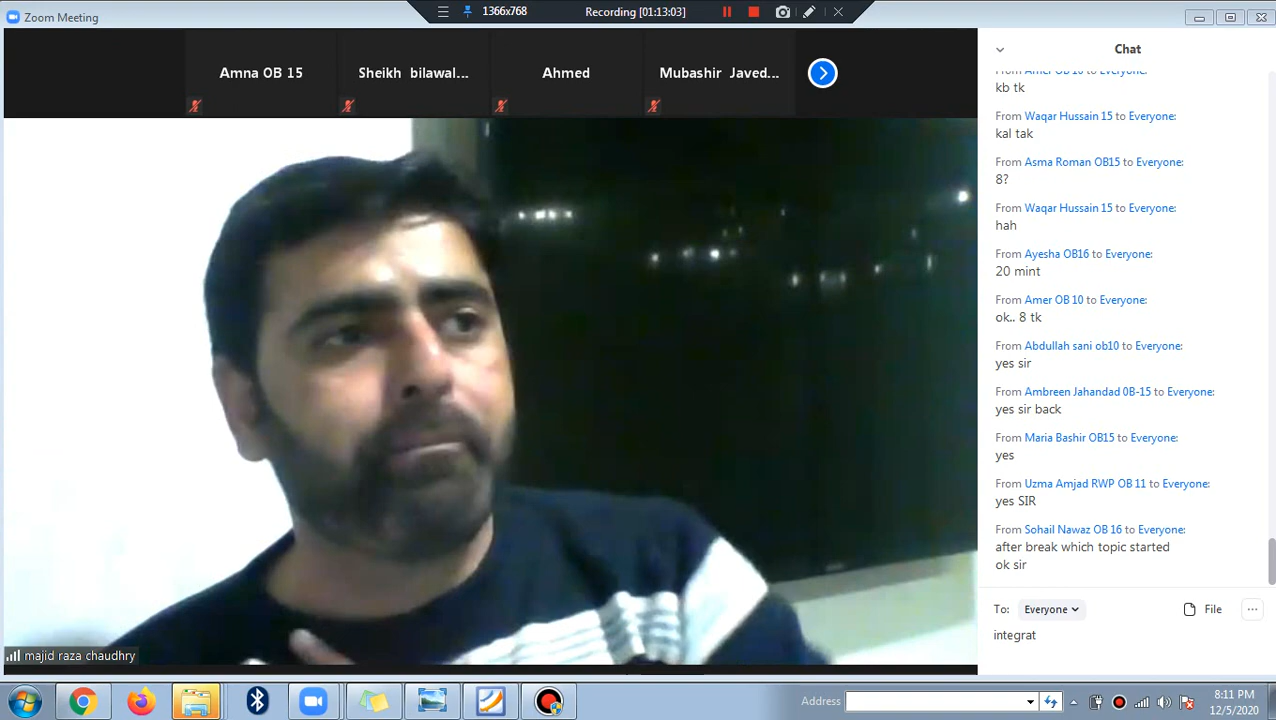 Zoom Meeting
1366x768
Recording [01:13:03]
Amna OB 15
Sheikh bilawal...
Ahmed
Mubashir Javed...
majid raza chaudhry
Chat
kb tk
From Waqar Hussain 15 to Everyone:
kal tak
From Asma Roman OB15 to Everyone:
8?
From Waqar Hussain 15 to Everyone:
hah
From Ayesha OB16 to Everyone:
20 mint
From Amer OB 10 to Everyone:
ok.. 8 tk
From Abdullah sani ob10 to Everyone:
yes sir
From Ambreen Jahandad 0B-15 to Everyone:
yes sir back
From Maria Bashir OB15 to Everyone:
yes
From Uzma Amjad RWP OB 11 to Everyone:
yes SIR
From Sohail Nawaz OB 16 to Everyone:
after break which topic started
ok sir
To: Everyone
File
integrat
Address
8:11 PM
12/5/2020